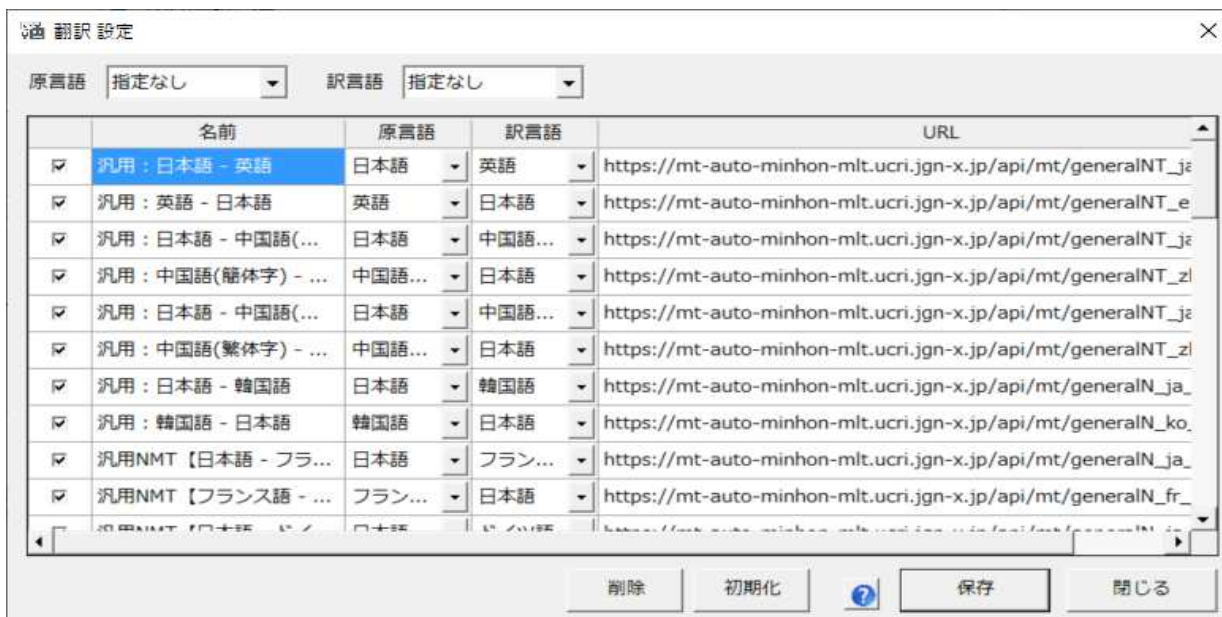 翻訳 設定
原言語 指定なし 訳言語 指定なし
名前 原言語 訳言語 URL
汎用：日本語 - 英語 日本語 英語 https://mt-auto-minhon-mlt.ucri.jgn-x.jp/api/mt/generalNT_ja
汎用：英語 - 日本語 英語 日本語 https://mt-auto-minhon-mlt.ucri.jgn-x.jp/api/mt/generalNT_e
汎用：日本語 - 中国語(... 日本語 中国語... https://mt-auto-minhon-mlt.ucri.jgn-x.jp/api/mt/generalNT_ja
汎用：中国語(簡体字) - ... 中国語... 日本語 https://mt-auto-minhon-mlt.ucri.jgn-x.jp/api/mt/generalNT_zl
汎用：日本語 - 中国語(... 日本語 中国語... https://mt-auto-minhon-mlt.ucri.jgn-x.jp/api/mt/generalNT_ja
汎用：中国語(繁体字) - ... 中国語... 日本語 https://mt-auto-minhon-mlt.ucri.jgn-x.jp/api/mt/generalNT_zl
汎用：日本語 - 韓国語 日本語 韓国語 https://mt-auto-minhon-mlt.ucri.jgn-x.jp/api/mt/generalN_ja_
汎用：韓国語 - 日本語 韓国語 日本語 https://mt-auto-minhon-mlt.ucri.jgn-x.jp/api/mt/generalN_ko_
汎用NMT【日本語 - フラ... 日本語 フラン... https://mt-auto-minhon-mlt.ucri.jgn-x.jp/api/mt/generalN_ja_
汎用NMT【フランス語 - ... フラン... 日本語 https://mt-auto-minhon-mlt.ucri.jgn-x.jp/api/mt/generalN_fr_
削除 初期化 保存 閉じる